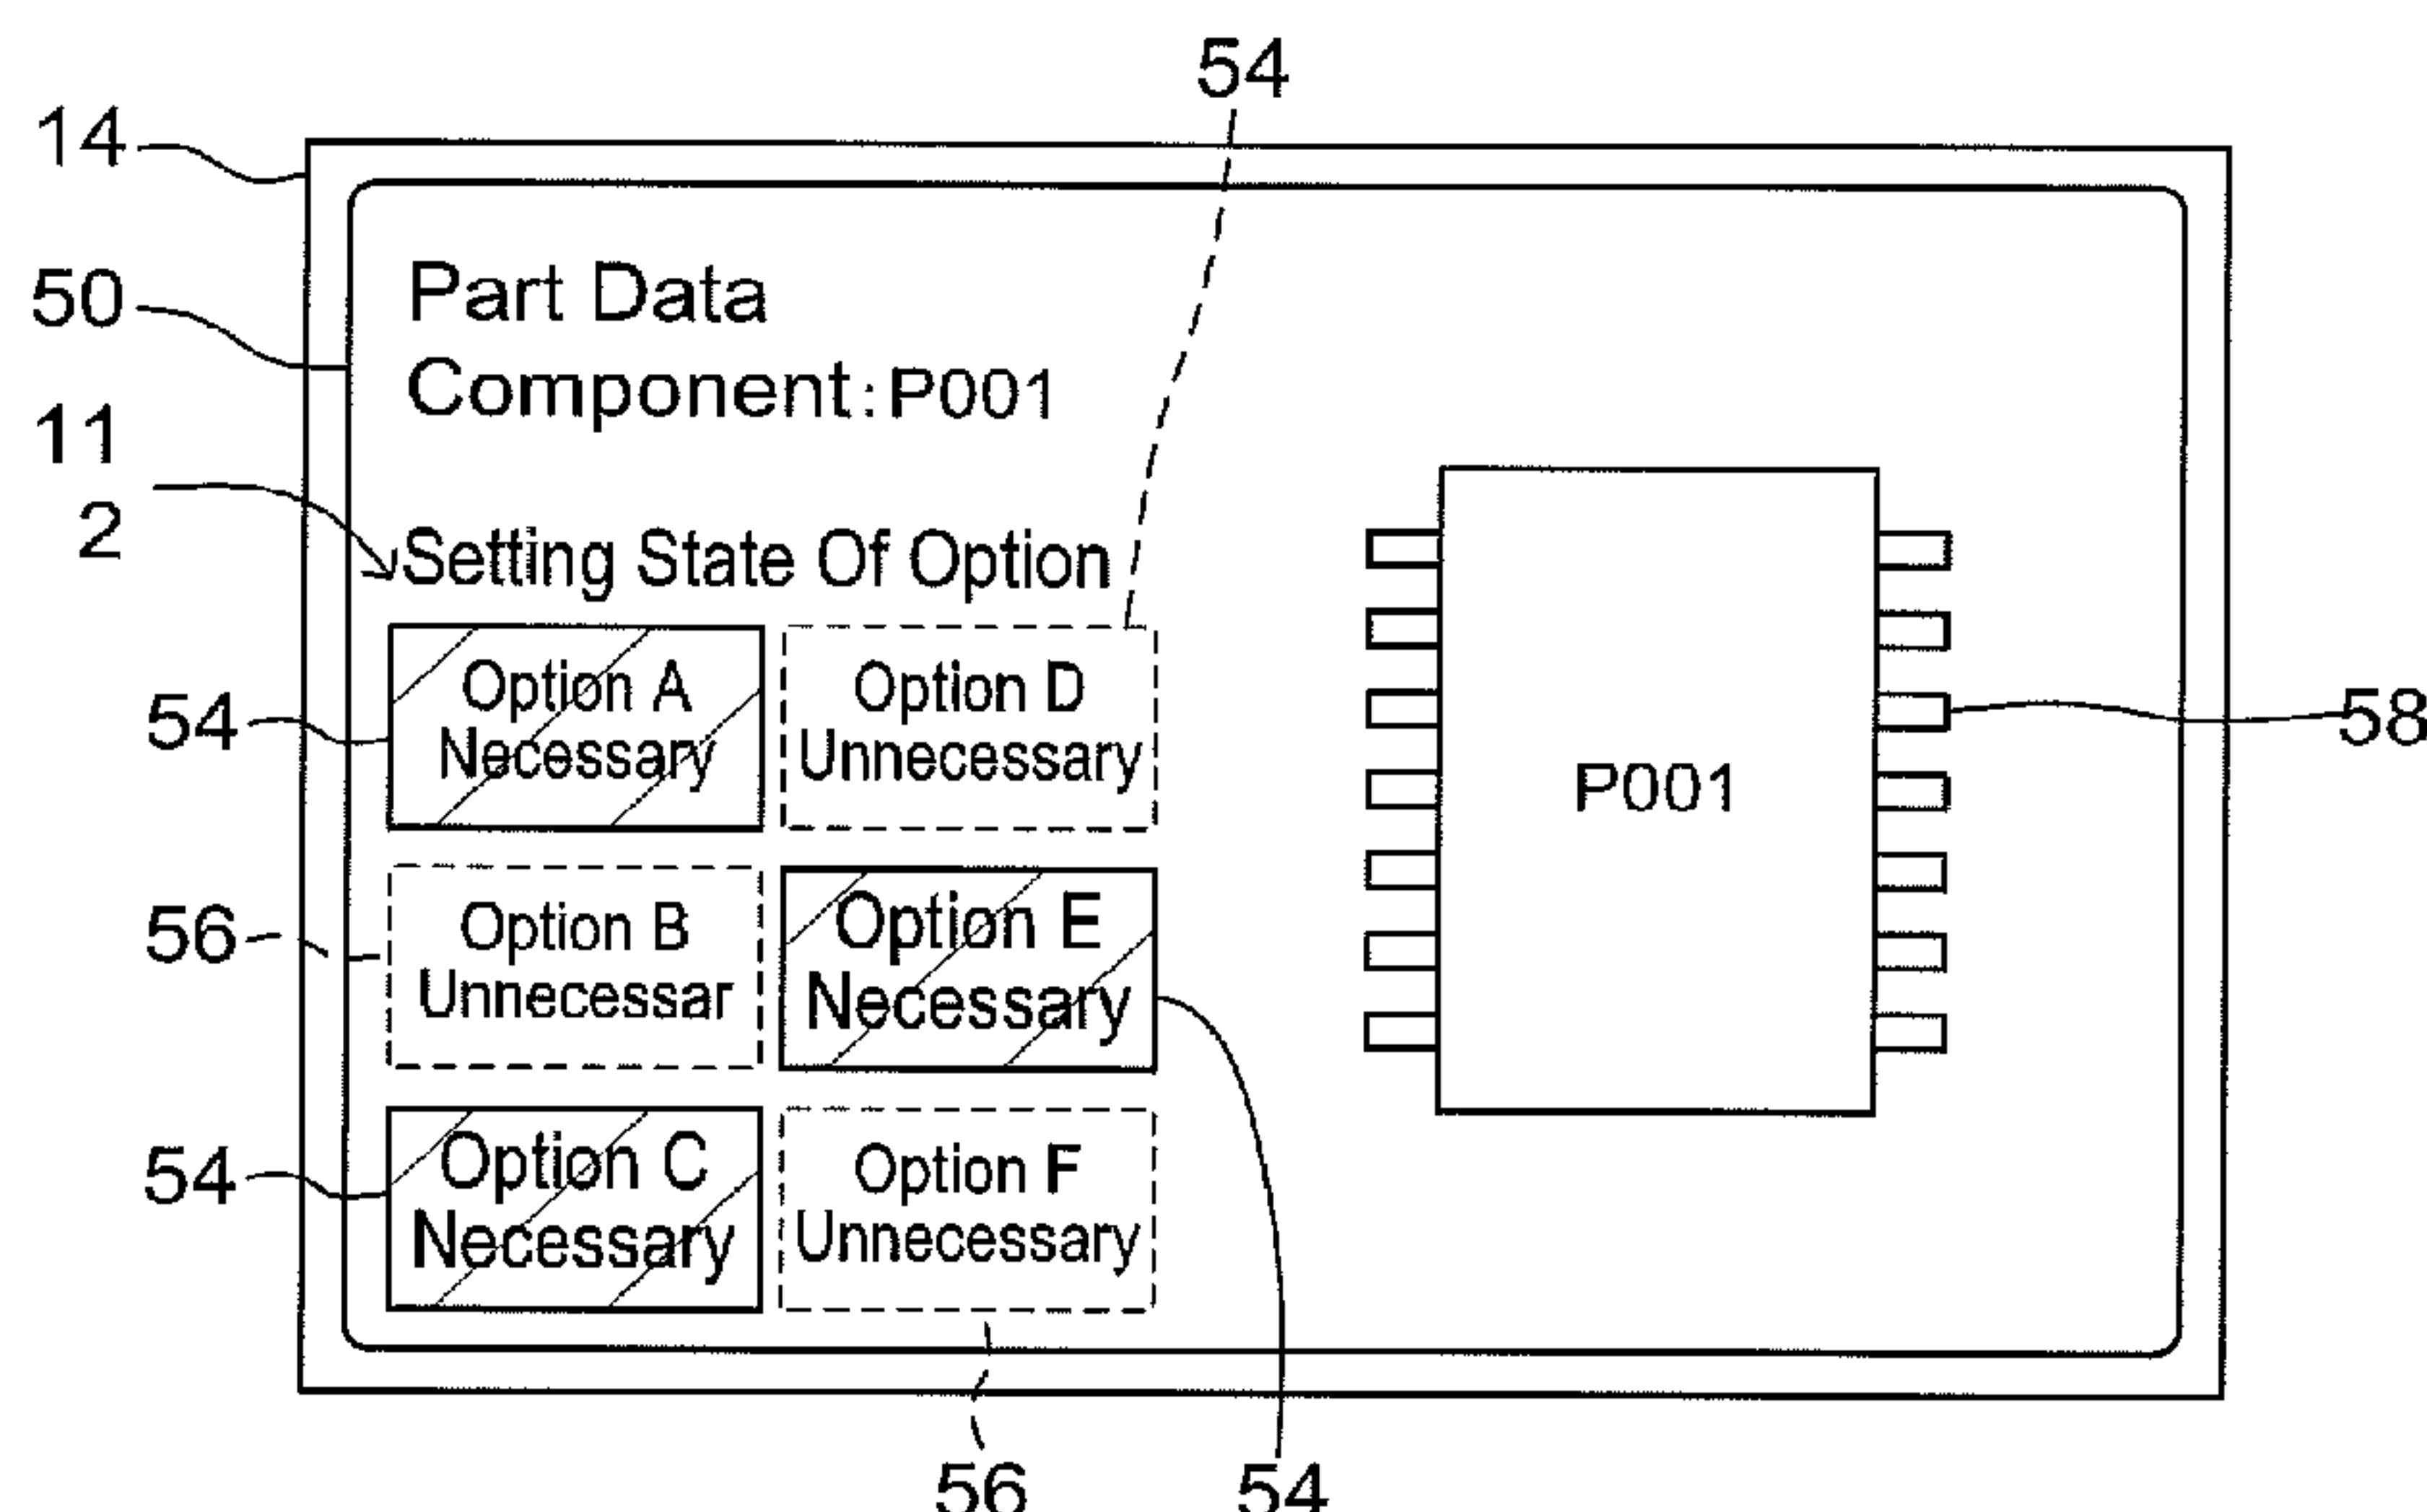 54
14
50
Part Data
Component:P001
11
2
Setting State Of Option
Option A
Necessary
Option D
Unnecessary
54
58
P001
Option B
Unnecessar
Option E
Necessary
56
Option C
Necessary
Option F
Unnecessary
54
56
54